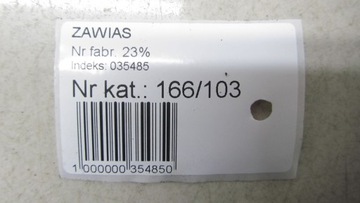 ZAWIAS
Nr fabr. 23%
Indeks: 035485
Nr kat.: 166/103
1 000000 354850